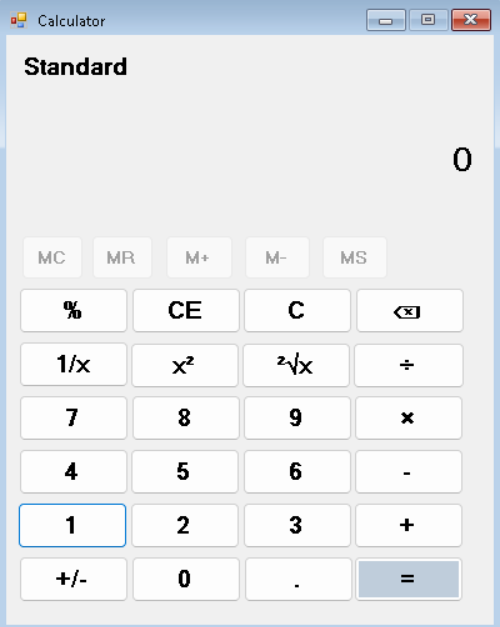 Calculator
Standard
0
MC MR M+ M- MS
% CE C
1/x x² ²√x ÷
7 8 9 ×
4 5 6 -
1 2 3 +
+/- 0 . =